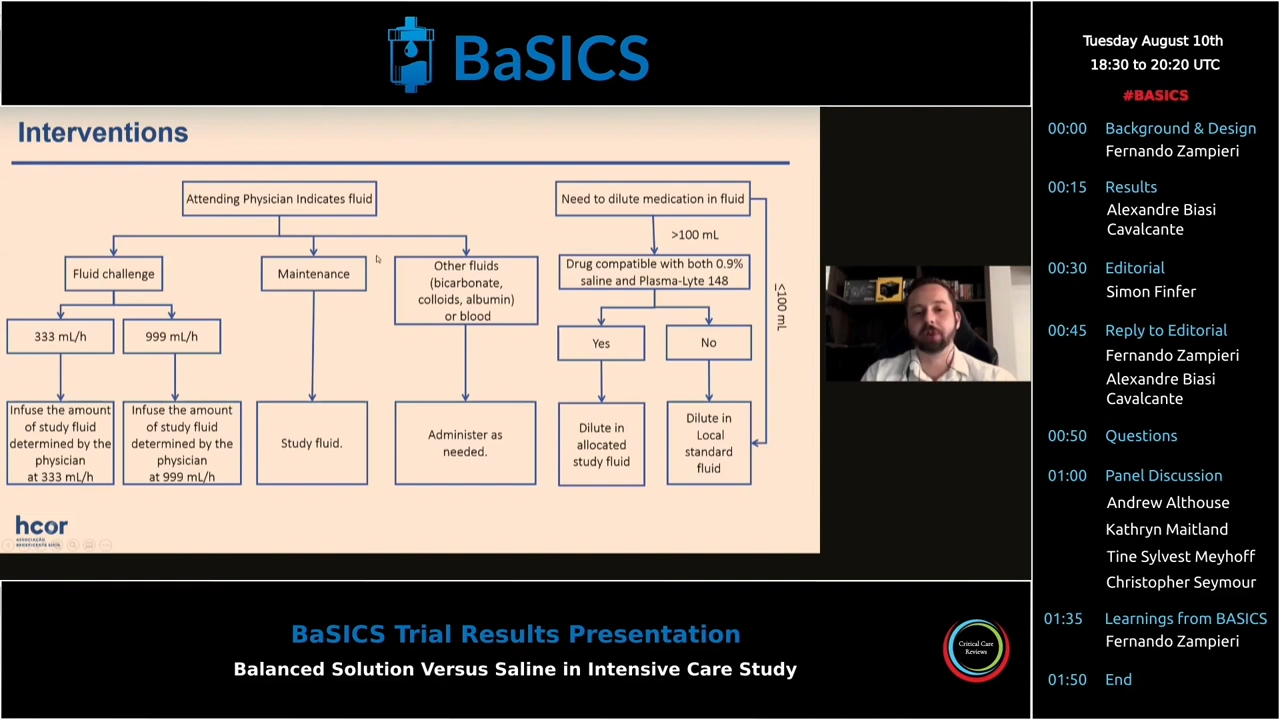 BaSICS
Interventions
Attending Physician Indicates fluid
Fluid challenge
Maintenance
Other fluids
(bicarbonate,
colloids, albumin)
or blood
333 mL/h
999 mL/h
Infuse the amount
of study fluid
determined by the
physician
at 333 mL/h
Infuse the amount
of study fluid
determined by the
physician
at 999 mL/h
Study fluid.
Administer as
needed.
Need to dilute medication in fluid
>100 mL
≤100 mL
Drug compatible with both 0.9%
saline and Plasma-Lyte 148
Yes
No
Dilute in
allocated
study fluid
Dilute in
Local
standard
fluid
hcor
BaSICS Trial Results Presentation
Balanced Solution Versus Saline in Intensive Care Study
Critical Care
Reviews
Tuesday August 10th
18:30 to 20:20 UTC
#BASICS
00:00 Background & Design
Fernando Zampieri
00:15 Results
Alexandre Biasi
Cavalcante
00:30 Editorial
Simon Finfer
00:45 Reply to Editorial
Fernando Zampieri
Alexandre Biasi
Cavalcante
00:50 Questions
01:00 Panel Discussion
Andrew Althouse
Kathryn Maitland
Tine Sylvest Meyhoff
Christopher Seymour
01:35 Learnings from BASICS
Fernando Zampieri
01:50 End